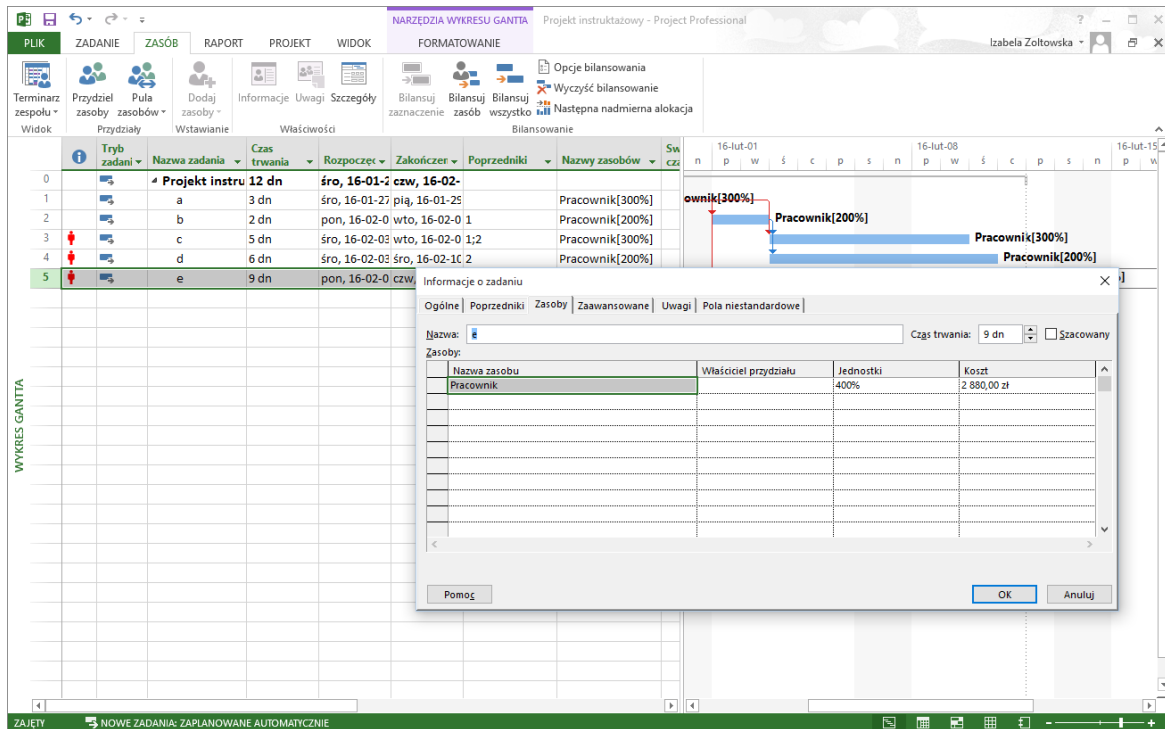 NARZĘDZIA WYKRESU GANTTA Projekt instruktażowy - Project Professional
PLIK ZADANIE ZASÓB RAPORT PROJEKT WIDOK FORMATOWANIE Izabela Zoltowska
Terminarz zespołu Przydziel zasoby Pula zasobów Dodaj zasoby Informacje Uwagi Szczegóły Bilansuj zaznaczenie Bilansuj zasób Bilansuj wszystko
Opcje bilansowania
Wyczyść bilansowanie
Następna nadmierna alokacja
Widok Przydziały Wstawianie Właściwości Bilansowanie
Tryb zadani Nazwa zadania Czas trwania Rozpoczęc Zakończen Poprzedniki Nazwy zasobów Sw cza
16-lut-01 16-lut-08 16-lut-15
n p w ś c p s n p w ś c p s n p w
0 Projekt instru 12 dn śro, 16-01-2 czw, 16-02-
1 a 3 dn śro, 16-01-27 pią, 16-01-29 Pracownik[300%] ownik[300%]
2 b 2 dn pon, 16-02-0 wto, 16-02-0 1 Pracownik[200%] Pracownik[200%]
3 c 5 dn śro, 16-02-03 wto, 16-02-0 1;2 Pracownik[300%] Pracownik[300%]
4 d 6 dn śro, 16-02-03 śro, 16-02-10 2 Pracownik[200%] Pracownik[200%]
5 e 9 dn pon, 16-02-0 czw,
Informacje o zadaniu
Ogólne Poprzedniki Zasoby Zaawansowane Uwagi Pola niestandardowe
Nazwa: e Czas trwania: 9 dn Szacowany
Zasoby:
Nazwa zasobu Właściciel przydziału Jednostki Koszt
Pracownik 400% 2 880,00 zł
Pomoc OK Anuluj
WYKRES GANTTA
ZAJĘTY NOWE ZADANIA: ZAPLANOWANE AUTOMATYCZNIE